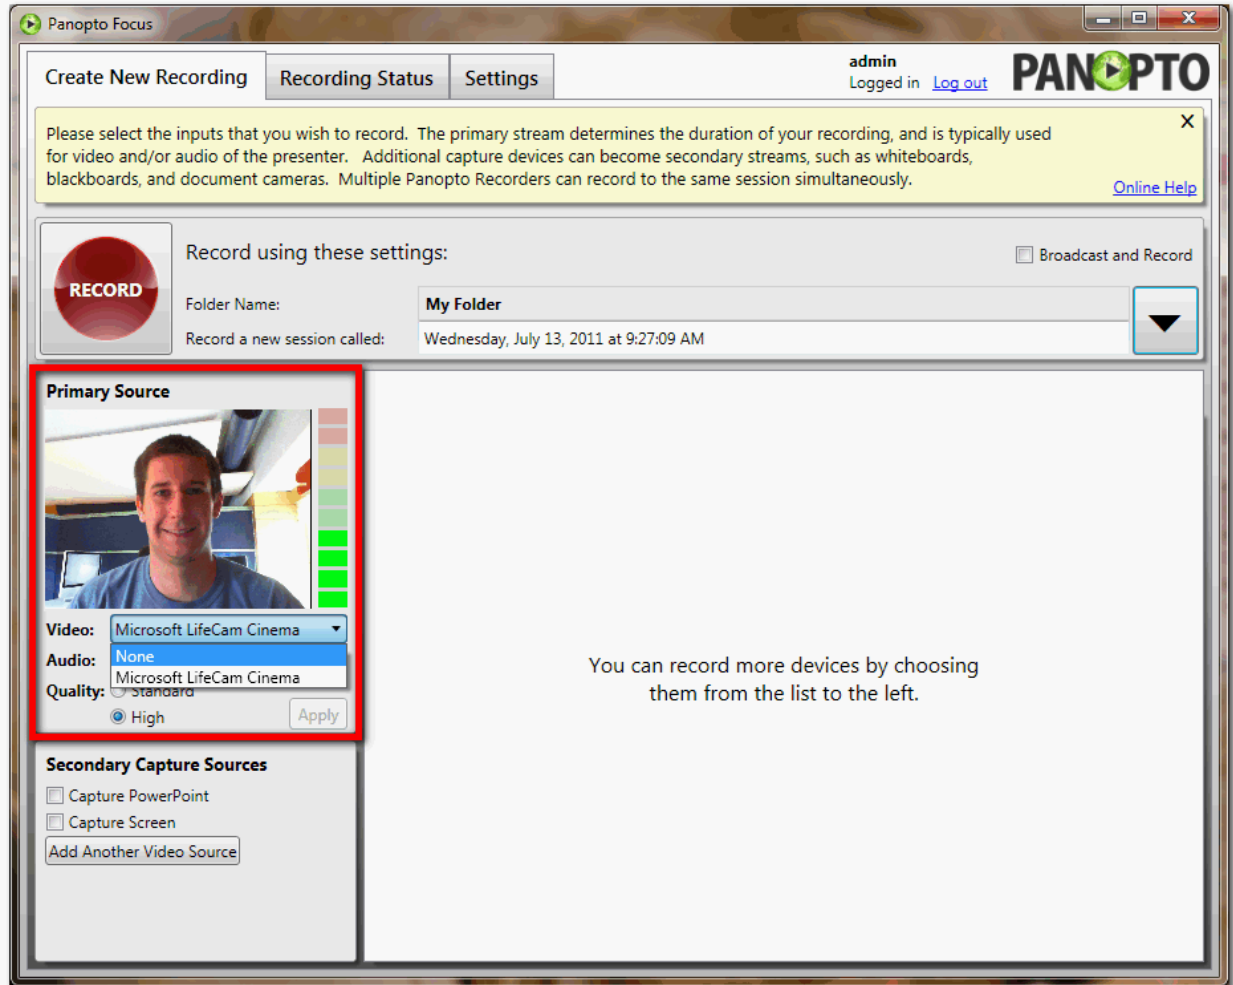 Panopto Focus
Create New Recording
Recording Status
Settings
admin
Logged in Log out
PANOPTO
Please select the inputs that you wish to record. The primary stream determines the duration of your recording, and is typically used
for video and/or audio of the presenter. Additional capture devices can become secondary streams, such as whiteboards,
blackboards, and document cameras. Multiple Panopto Recorders can record to the same session simultaneously.
X
Online Help
RECORD
Record using these settings:
Broadcast and Record
Folder Name:
My Folder
Record a new session called:
Wednesday, July 13, 2011 at 9:27:09 AM
Primary Source
Video: Microsoft LifeCam Cinema
Audio: None
Microsoft LifeCam Cinema
Quality: Standard
High
Apply
You can record more devices by choosing
them from the list to the left.
Secondary Capture Sources
Capture PowerPoint
Capture Screen
Add Another Video Source